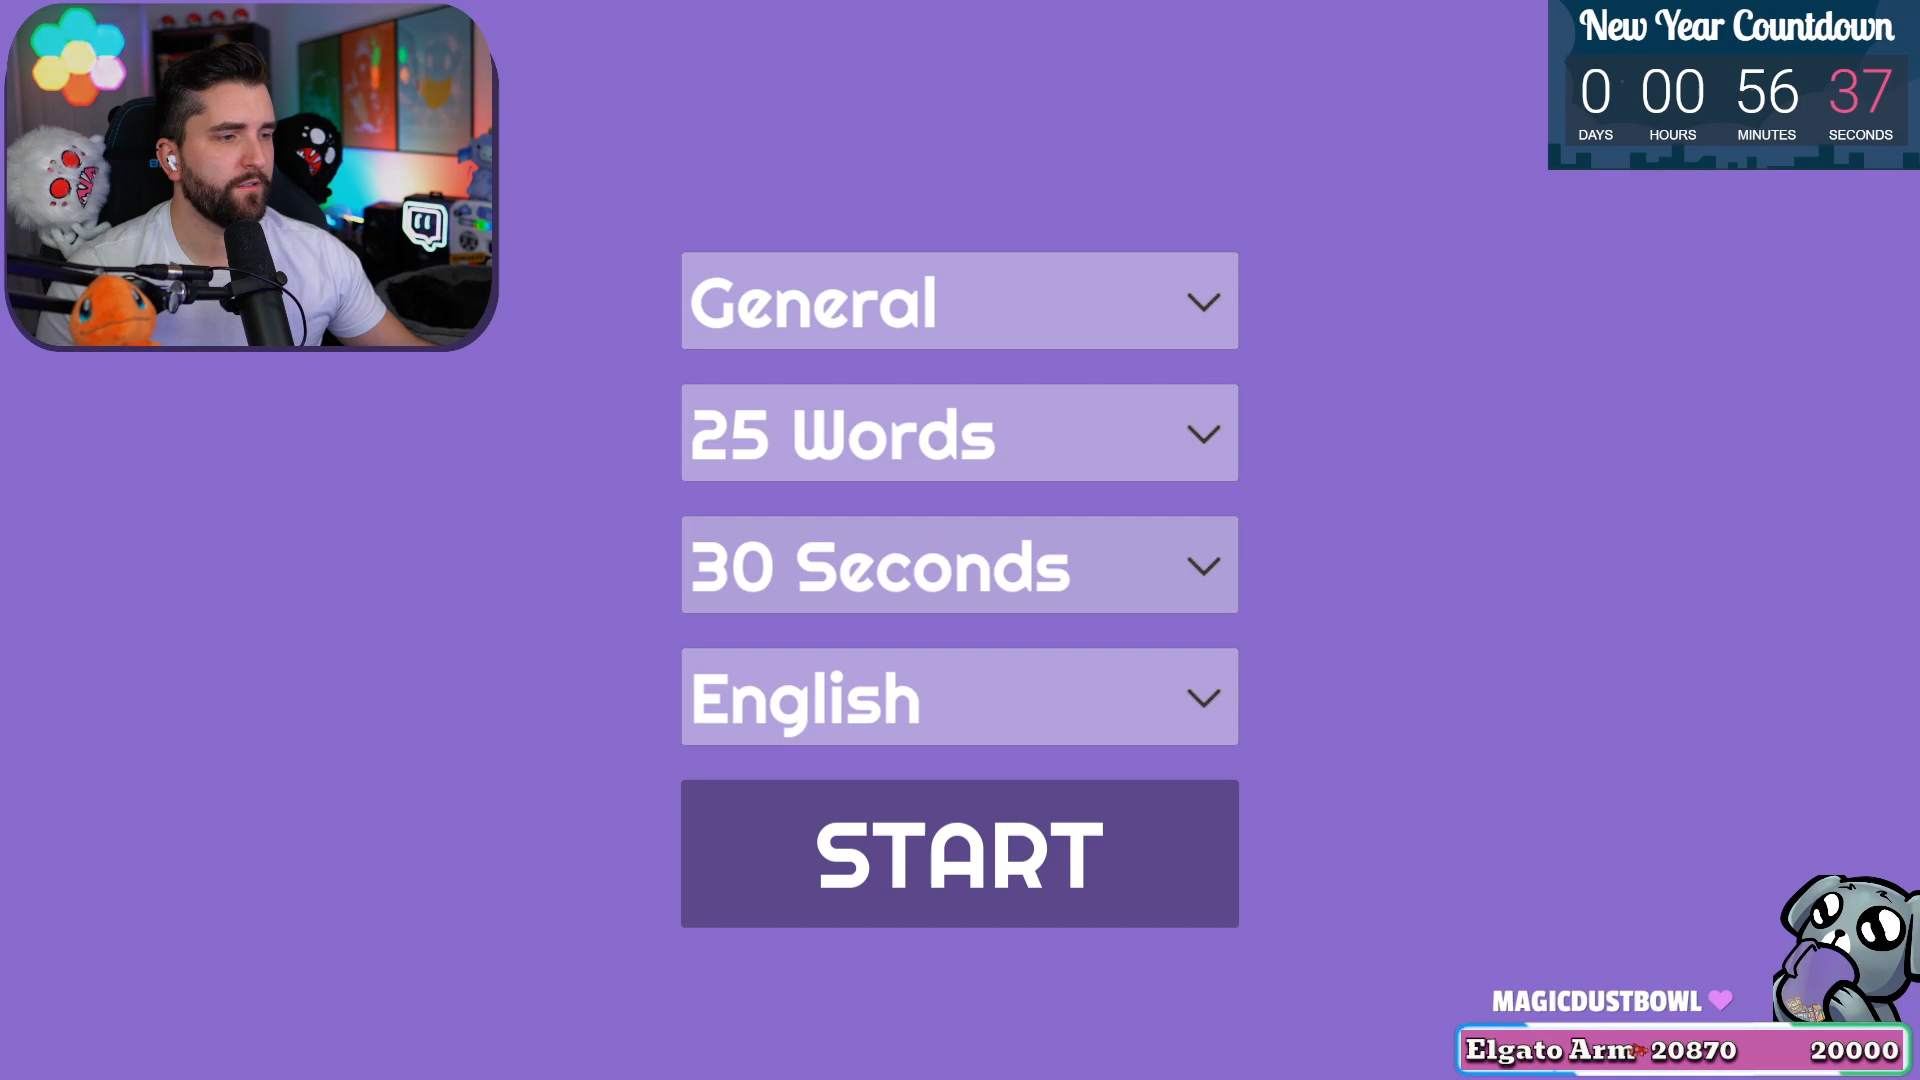 New Year Countdown
0 00 56 37
DAYS HOURS MINUTES SECONDS
General
25 Words
30 Seconds
English
START
MAGICDUSTBOWL
Elgato Arm 20870 20000